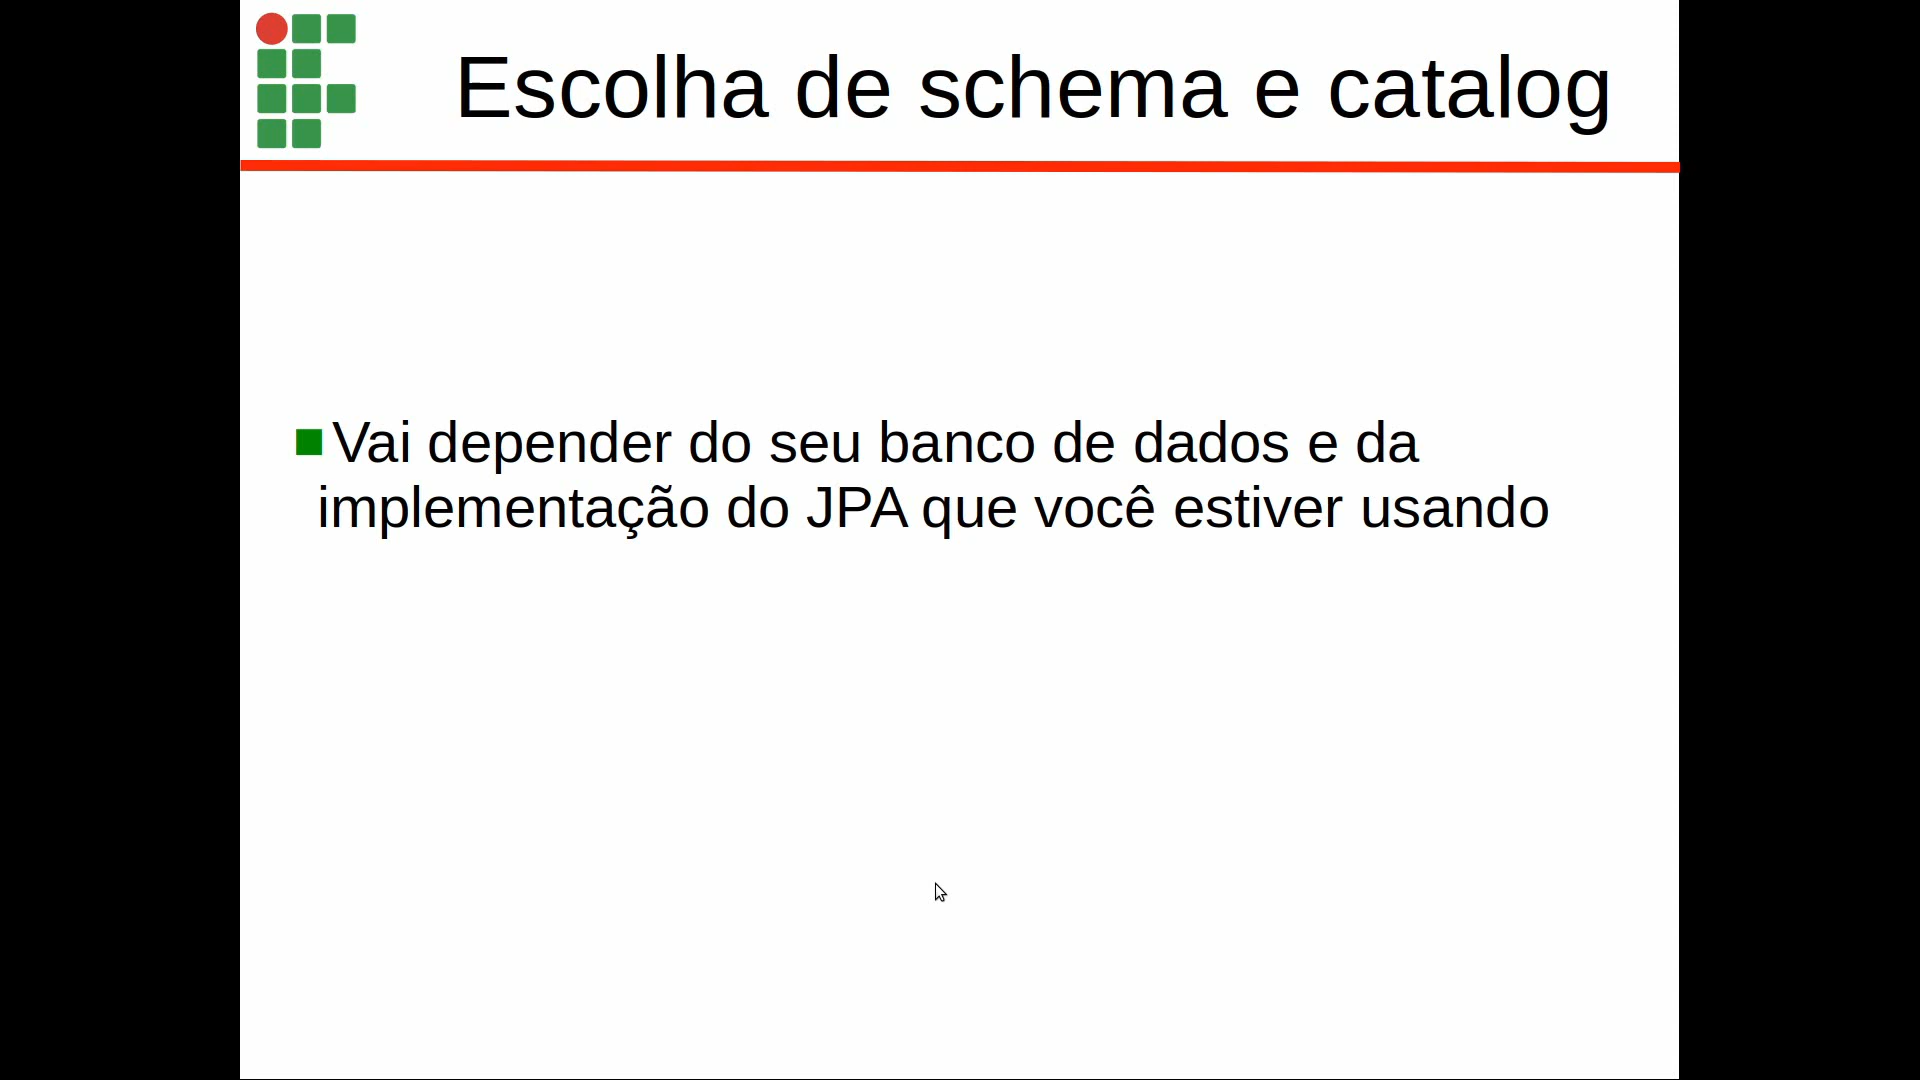 Escolha de schema e catalog
Vai depender do seu banco de dados e da
implementação do JPA que você estiver usando